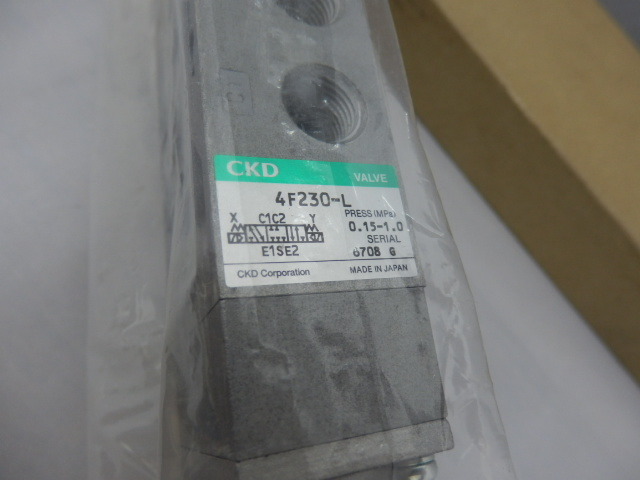 CKD VALVE
4F230-L
X C1C2 Y PRESS(MPa)
0.15-1.0
E1SE2 SERIAL
6708 G
CKD Corporation MADE IN JAPAN